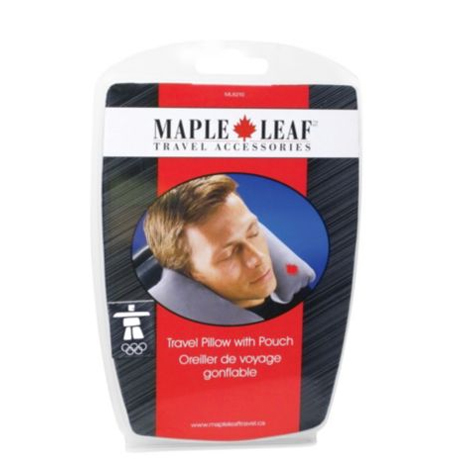 MAPLE LEAF
TRAVEL ACCESSORIES
Travel Pillow with Pouch
Oreiller de voyage
gonflable
www.mapleleaftravel.ca